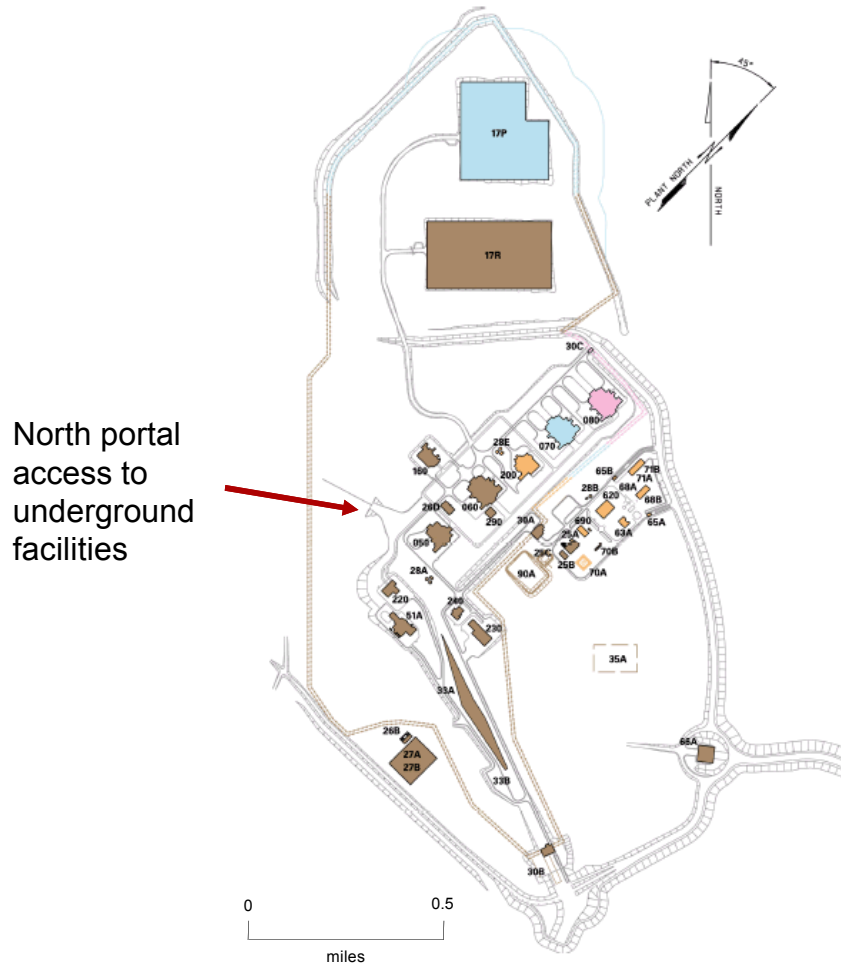 17P
45°
PLANT NORTH
NORTH
17R
30C
080
070
28E
200
160
71B
71A
65B
68A
28B
620
68B
26D
060
290
30A
690
63A
65A
25A
050
25C
70B
25B
28A
90A
70A
220
240
51A
230
North portal
access to
underground
facilities
35A
33A
26B
27A
27B
66A
33B
30B
0
0.5
miles